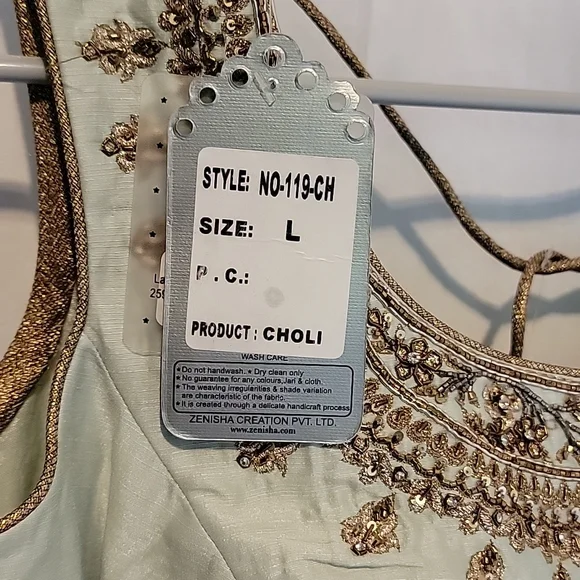 STYLE: NO-119-CH
SIZE: L
P.C.:
PRODUCT: CHOLI
WASH CARE
• Do not handwash. • Dry clean only
• No guarantee for any colours,Jari & cloth.
• The weaving irregularities & shade variation
are characteristic of the fabric.
• It is created through a delicate handicraft process
ZENISHA CREATION PVT. LTD.
www.zenisha.com
La